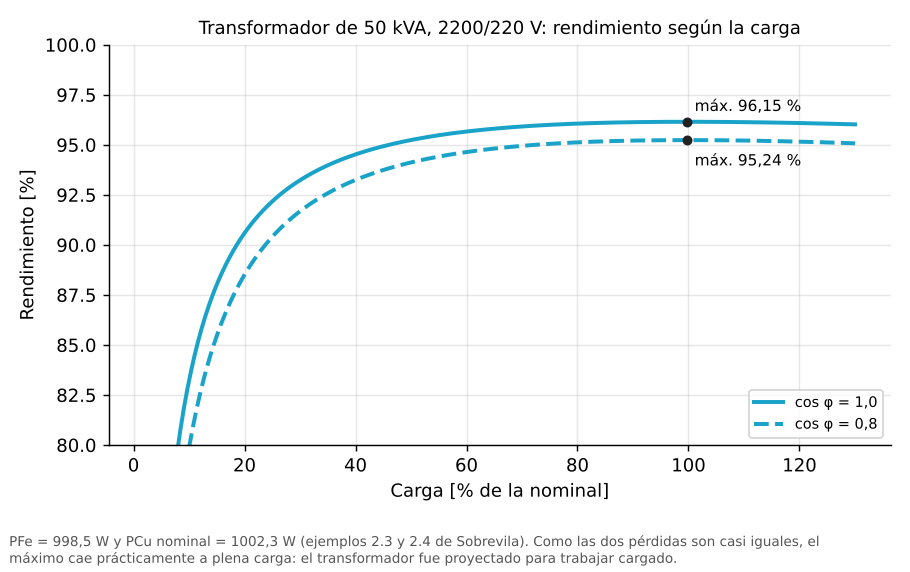 Transformador de 50 kVA, 2200/220 V: rendimiento según la carga
100.0
97.5
95.0
92.5
90.0
87.5
85.0
82.5
80.0
Rendimiento [%]
máx. 96,15 %
máx. 95,24 %
cos φ = 1,0
cos φ = 0,8
0 20 40 60 80 100 120
Carga [% de la nominal]
PFe = 998,5 W y PCu nominal = 1002,3 W (ejemplos 2.3 y 2.4 de Sobrevila). Como las dos pérdidas son casi iguales, el
máximo cae prácticamente a plena carga: el transformador fue proyectado para trabajar cargado.